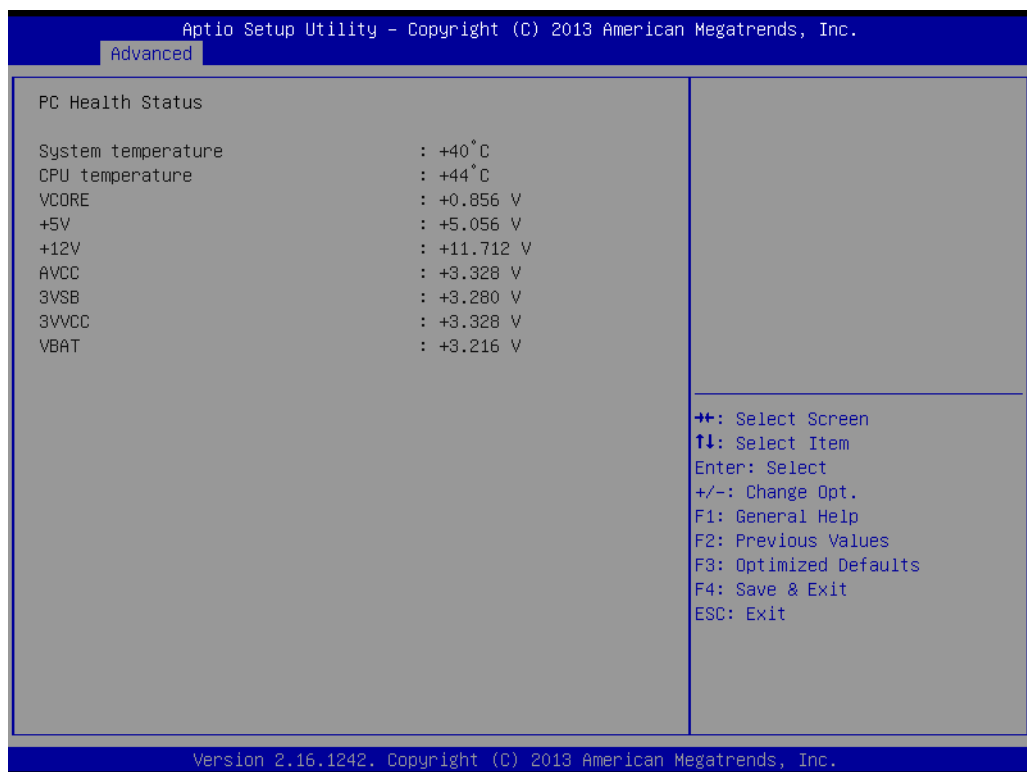 Aptio Setup Utility – Copyright (C) 2013 American Megatrends, Inc.
Advanced
PC Health Status
System temperature : +40°C
CPU temperature : +44°C
VCORE : +0.856 V
+5V : +5.056 V
+12V : +11.712 V
AVCC : +3.328 V
3VSB : +3.280 V
3VVCC : +3.328 V
VBAT : +3.216 V
→←: Select Screen
↑↓: Select Item
Enter: Select
+/-: Change Opt.
F1: General Help
F2: Previous Values
F3: Optimized Defaults
F4: Save & Exit
ESC: Exit
Version 2.16.1242. Copyright (C) 2013 American Megatrends, Inc.